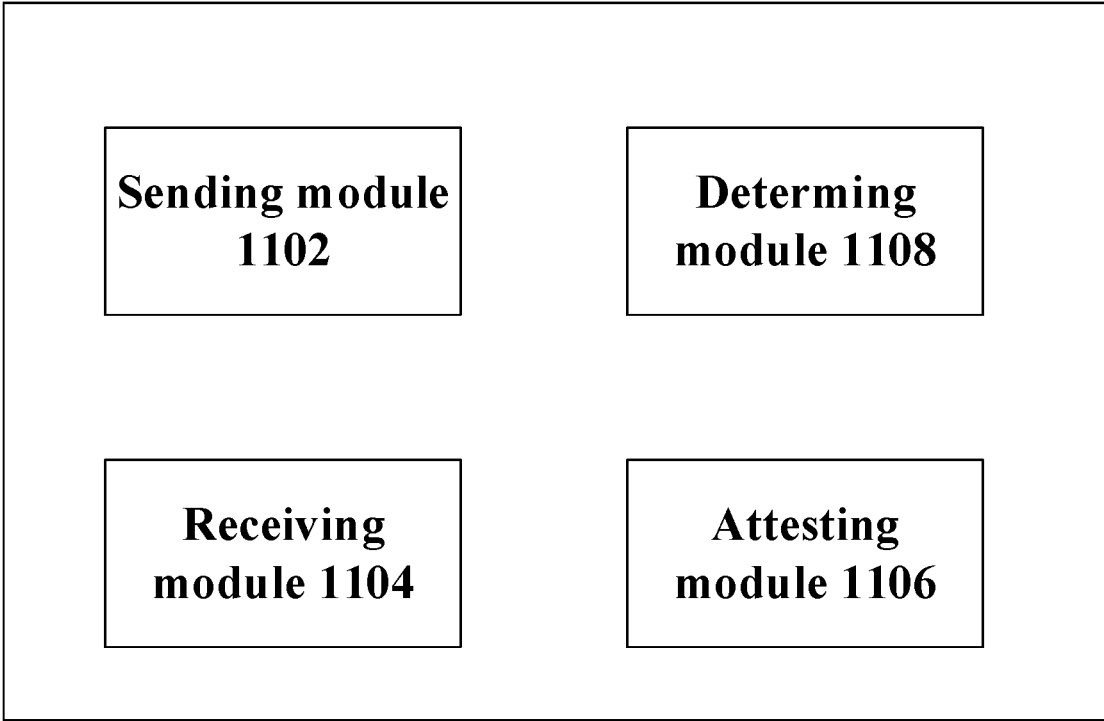 Sending module
1102
Determing
module 1108
Receiving
module 1104
Attesting
module 1106